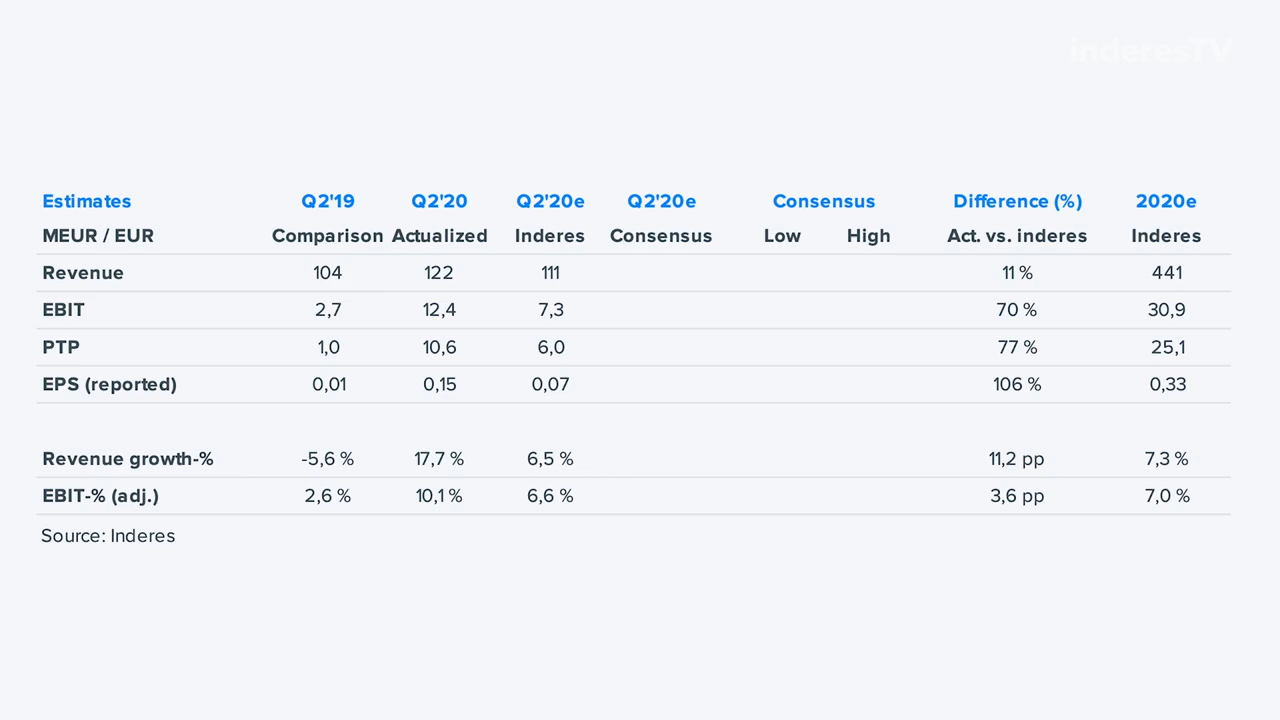 inderesTV
Estimates Q2'19 Q2'20 Q2'20e Q2'20e Consensus Difference (%) 2020e
MEUR / EUR Comparison Actualized Inderes Consensus Low High Act. vs. inderes Inderes
Revenue 104 122 111 11 % 441
EBIT 2,7 12,4 7,3 70 % 30,9
PTP 1,0 10,6 6,0 77 % 25,1
EPS (reported) 0,01 0,15 0,07 106 % 0,33
Revenue growth-% -5,6 % 17,7 % 6,5 % 11,2 pp 7,3 %
EBIT-% (adj.) 2,6 % 10,1 % 6,6 % 3,6 pp 7,0 %
Source: Inderes